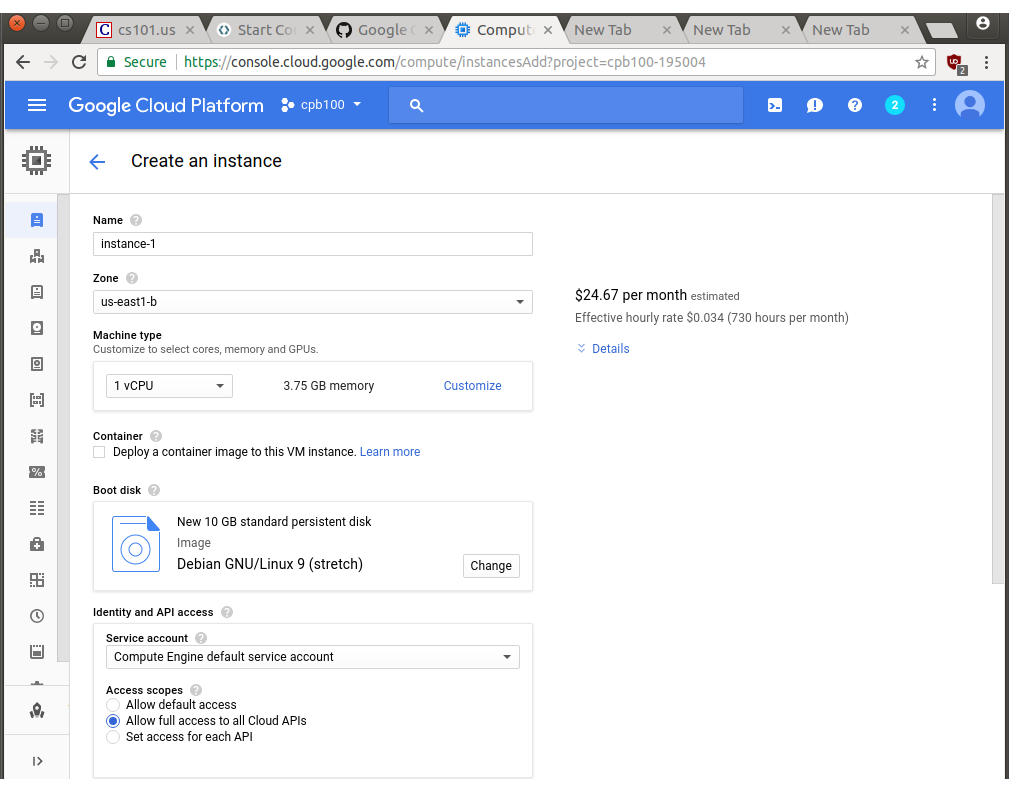 cs101.us
Start Co
Google C
Comput
New Tab
New Tab
New Tab
Secure https://console.cloud.google.com/compute/instancesAdd?project=cpb100-195004
2
Google Cloud Platform cpb100
2
Create an instance
Name
instance-1
Zone
us-east1-b
$24.67 per month estimated
Effective hourly rate $0.034 (730 hours per month)
Details
Machine type
Customize to select cores, memory and GPUs.
1 vCPU 3.75 GB memory Customize
Container
Deploy a container image to this VM instance. Learn more
Boot disk
New 10 GB standard persistent disk
Image
Debian GNU/Linux 9 (stretch)
Change
Identity and API access
Service account
Compute Engine default service account
Access scopes
Allow default access
Allow full access to all Cloud APIs
Set access for each API